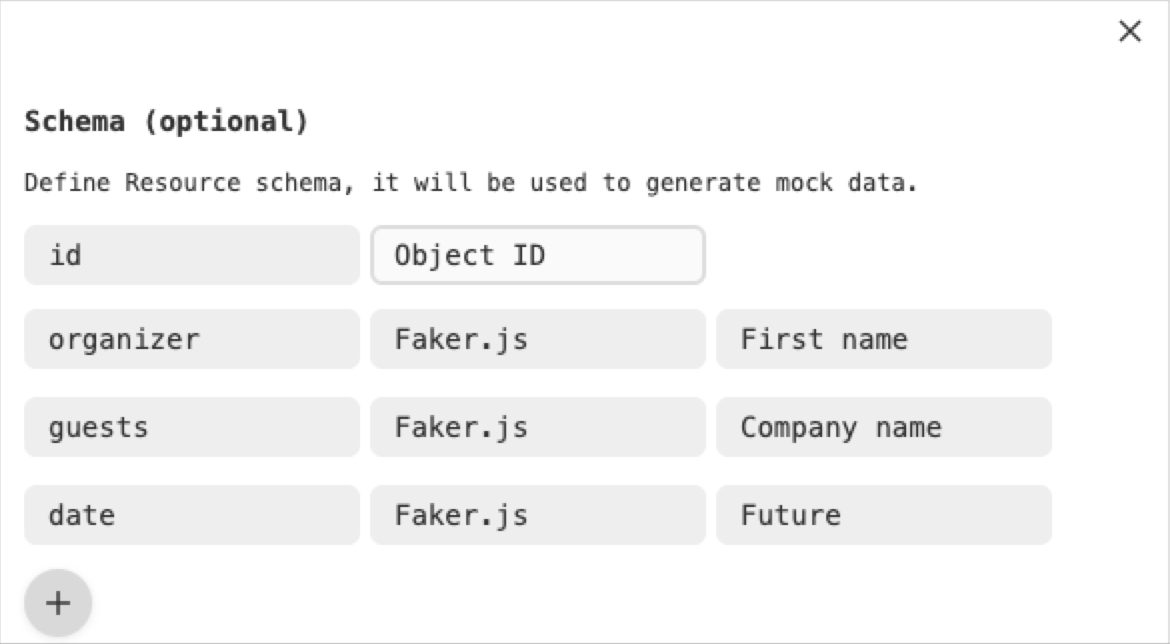 Schema (optional)
Define Resource schema, it will be used to generate mock data.
id Object ID
organizer Faker.js First name
guests Faker.js Company name
date Faker.js Future
+